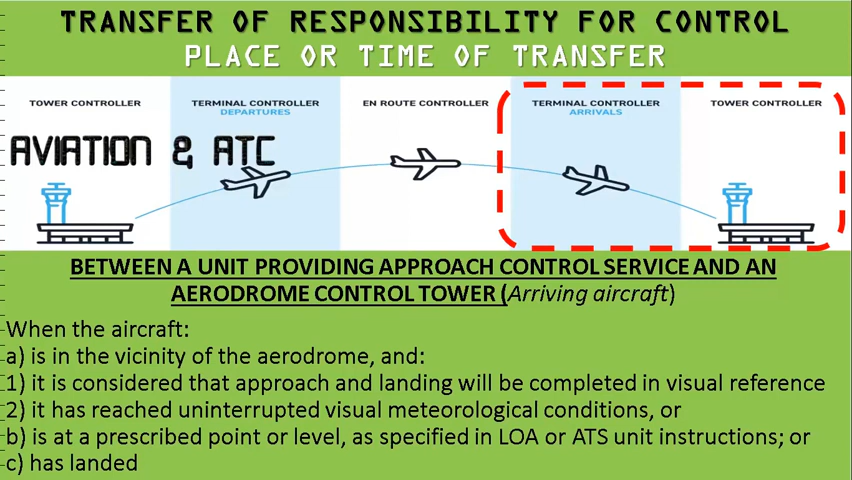 TRANSFER OF RESPONSIBILITY FOR CONTROL
PLACE OR TIME OF TRANSFER
TOWER CONTROLLER
TERMINAL CONTROLLER
DEPARTURES
EN ROUTE CONTROLLER
TERMINAL CONTROLLER
ARRIVALS
TOWER CONTROLLER
AVIATION & ATC
BETWEEN A UNIT PROVIDING APPROACH CONTROL SERVICE AND AN
AERODROME CONTROL TOWER (Arriving aircraft)
When the aircraft:
a) is in the vicinity of the aerodrome, and:
1) it is considered that approach and landing will be completed in visual reference
2) it has reached uninterrupted visual meteorological conditions, or
b) is at a prescribed point or level, as specified in LOA or ATS unit instructions; or
c) has landed